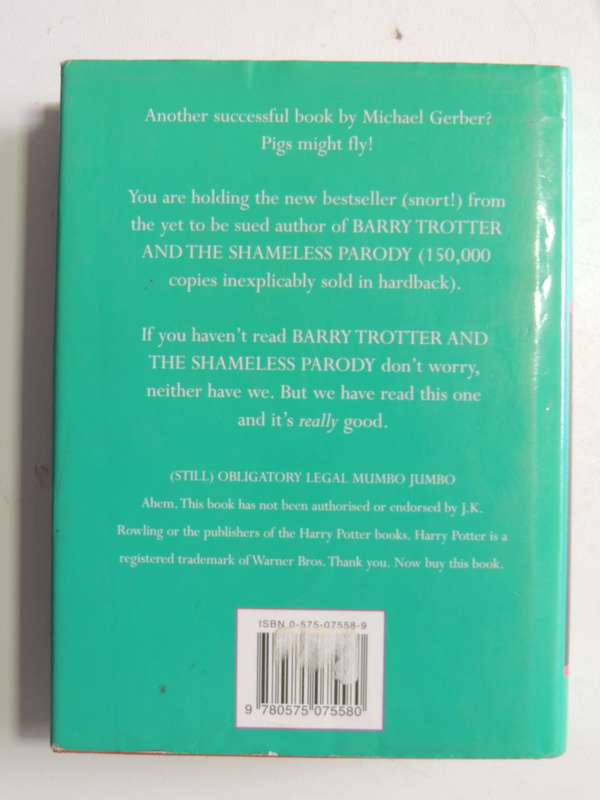 Another successful book by Michael Gerber?
Pigs might fly!
You are holding the new bestseller (snort!) from
the yet to be sued author of BARRY TROTTER
AND THE SHAMELESS PARODY (150,000
copies inexplicably sold in hardback).
If you haven't read BARRY TROTTER AND
THE SHAMELESS PARODY don't worry,
neither have we. But we have read this one
and it's really good.
(STILL) OBLIGATORY LEGAL MUMBO JUMBO
Ahem. This book has not been authorised or endorsed by J.K.
Rowling or the publishers of the Harry Potter books. Harry Potter is a
registered trademark of Warner Bros. Thank you. Now buy this book.
ISBN 0-575-07558-9
9 780575 075580